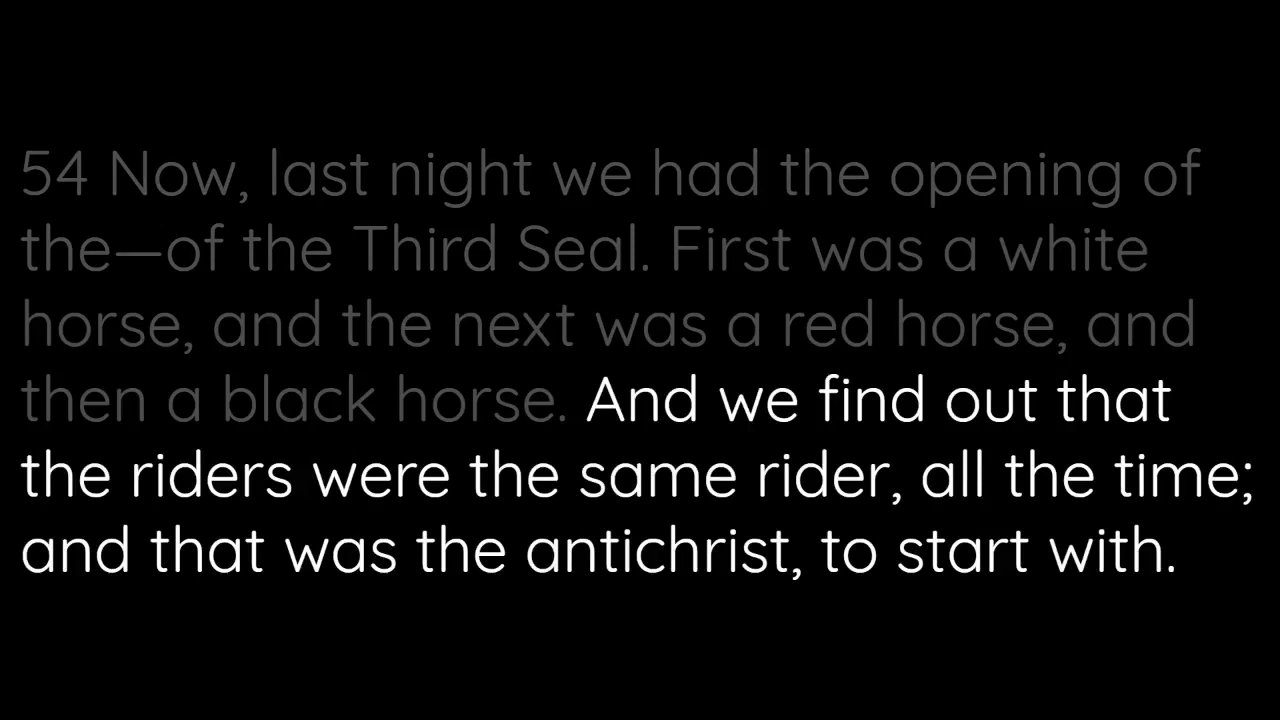 54 Now, last night we had the opening of
the—of the Third Seal. First was a white
horse, and the next was a red horse, and
then a black horse. And we find out that
the riders were the same rider, all the time;
and that was the antichrist, to start with.